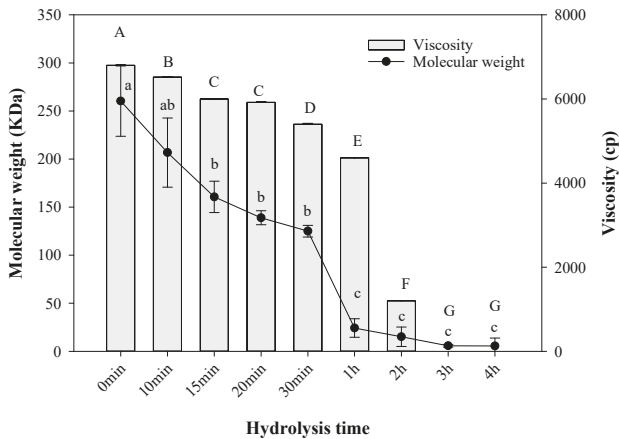 350
300
250
200
150
100
50
0
Molecular weight (KDa)
8000
6000
4000
2000
0
Viscosity (cp)
Viscosity
Molecular weight
A
B
C
C
D
E
F
G
G
a
ab
b
b
b
c
c
c
c
0min
10min
15min
20min
30min
1h
2h
3h
4h
Hydrolysis time